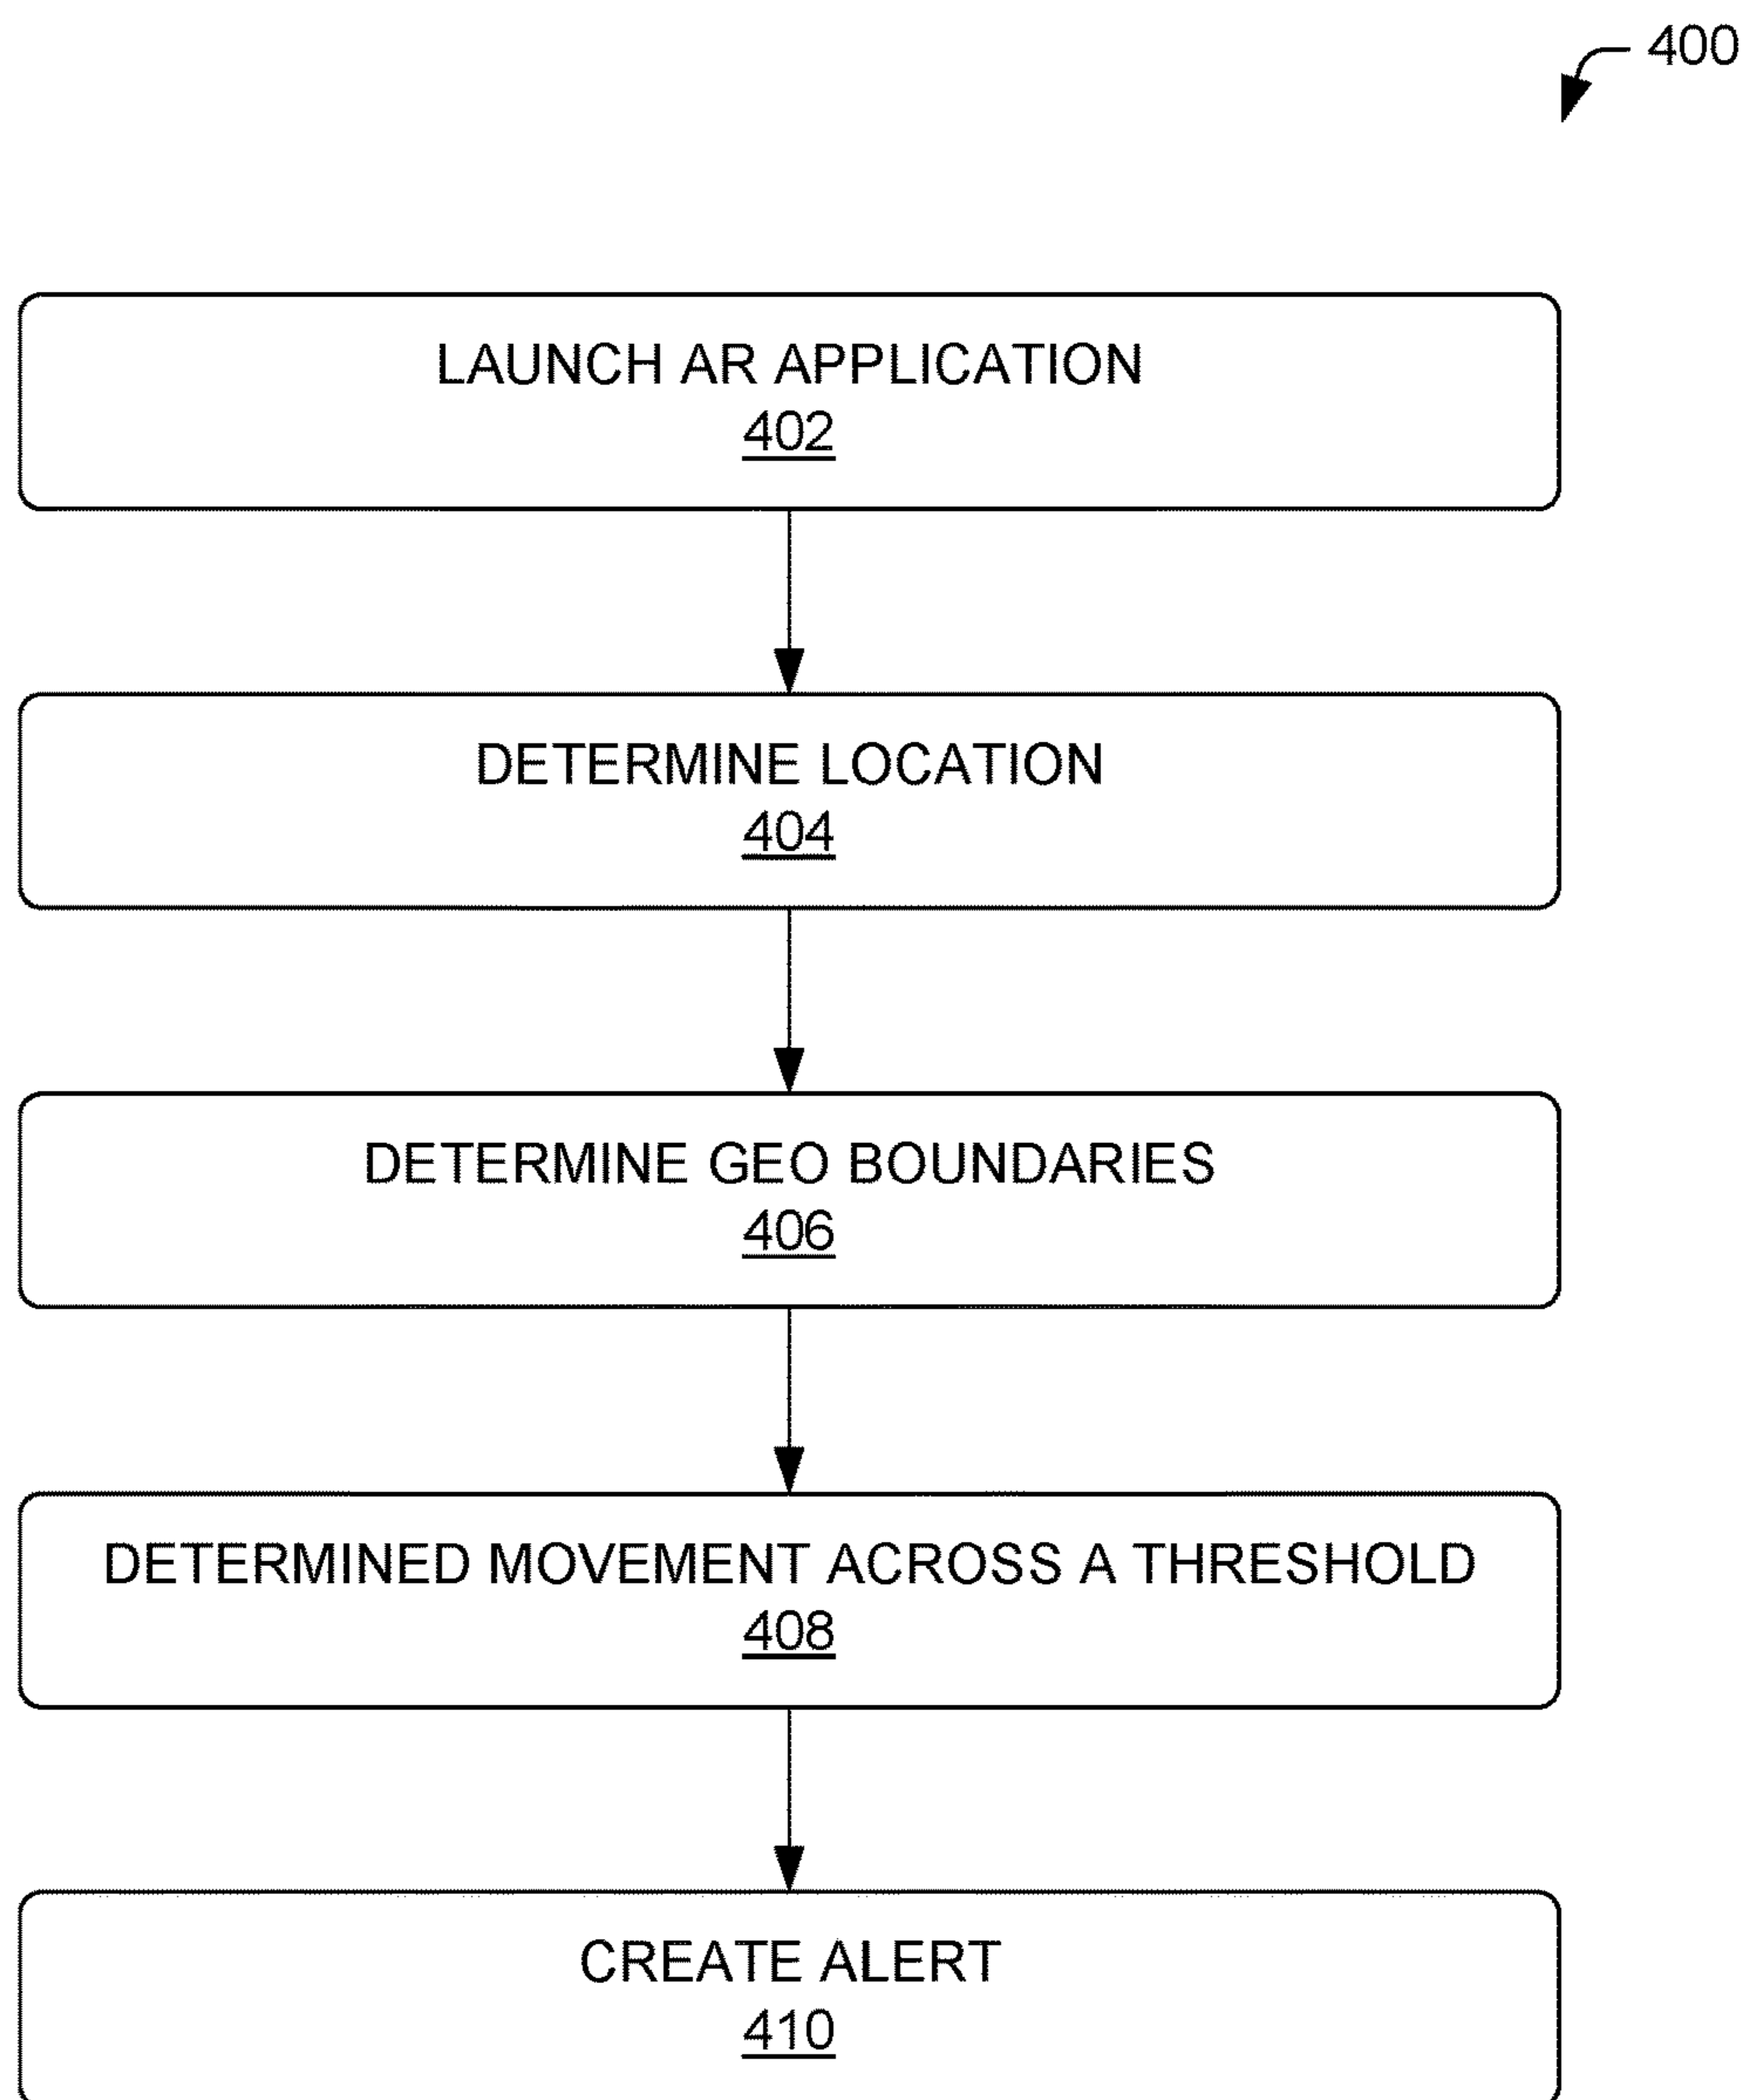 400
LAUNCH AR APPLICATION
402
DETERMINE LOCATION
404
DETERMINE GEO BOUNDARIES
406
DETERMINED MOVEMENT ACROSS A THRESHOLD
408
CREATE ALERT
410